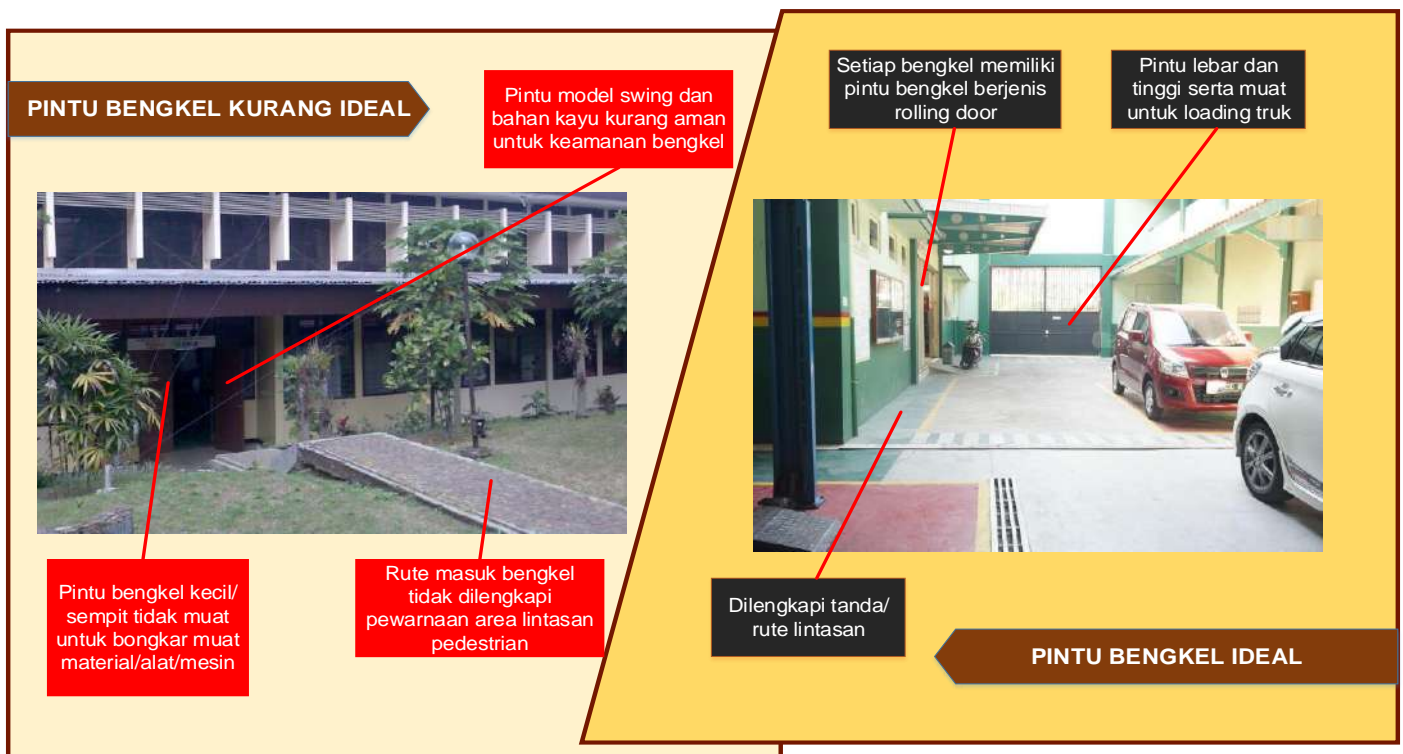 PINTU BENGKEL KURANG IDEAL
Pintu model swing dan
bahan kayu kurang aman
untuk keamanan bengkel
Pintu bengkel kecil/
sempit tidak muat
untuk bongkar muat
material/alat/mesin
Rute masuk bengkel
tidak dilengkapi
pewarnaan area lintasan
pedestrian
Setiap bengkel memiliki
pintu bengkel berjenis
rolling door
Pintu lebar dan
tinggi serta muat
untuk loading truk
Dilengkapi tanda/
rute lintasan
PINTU BENGKEL IDEAL